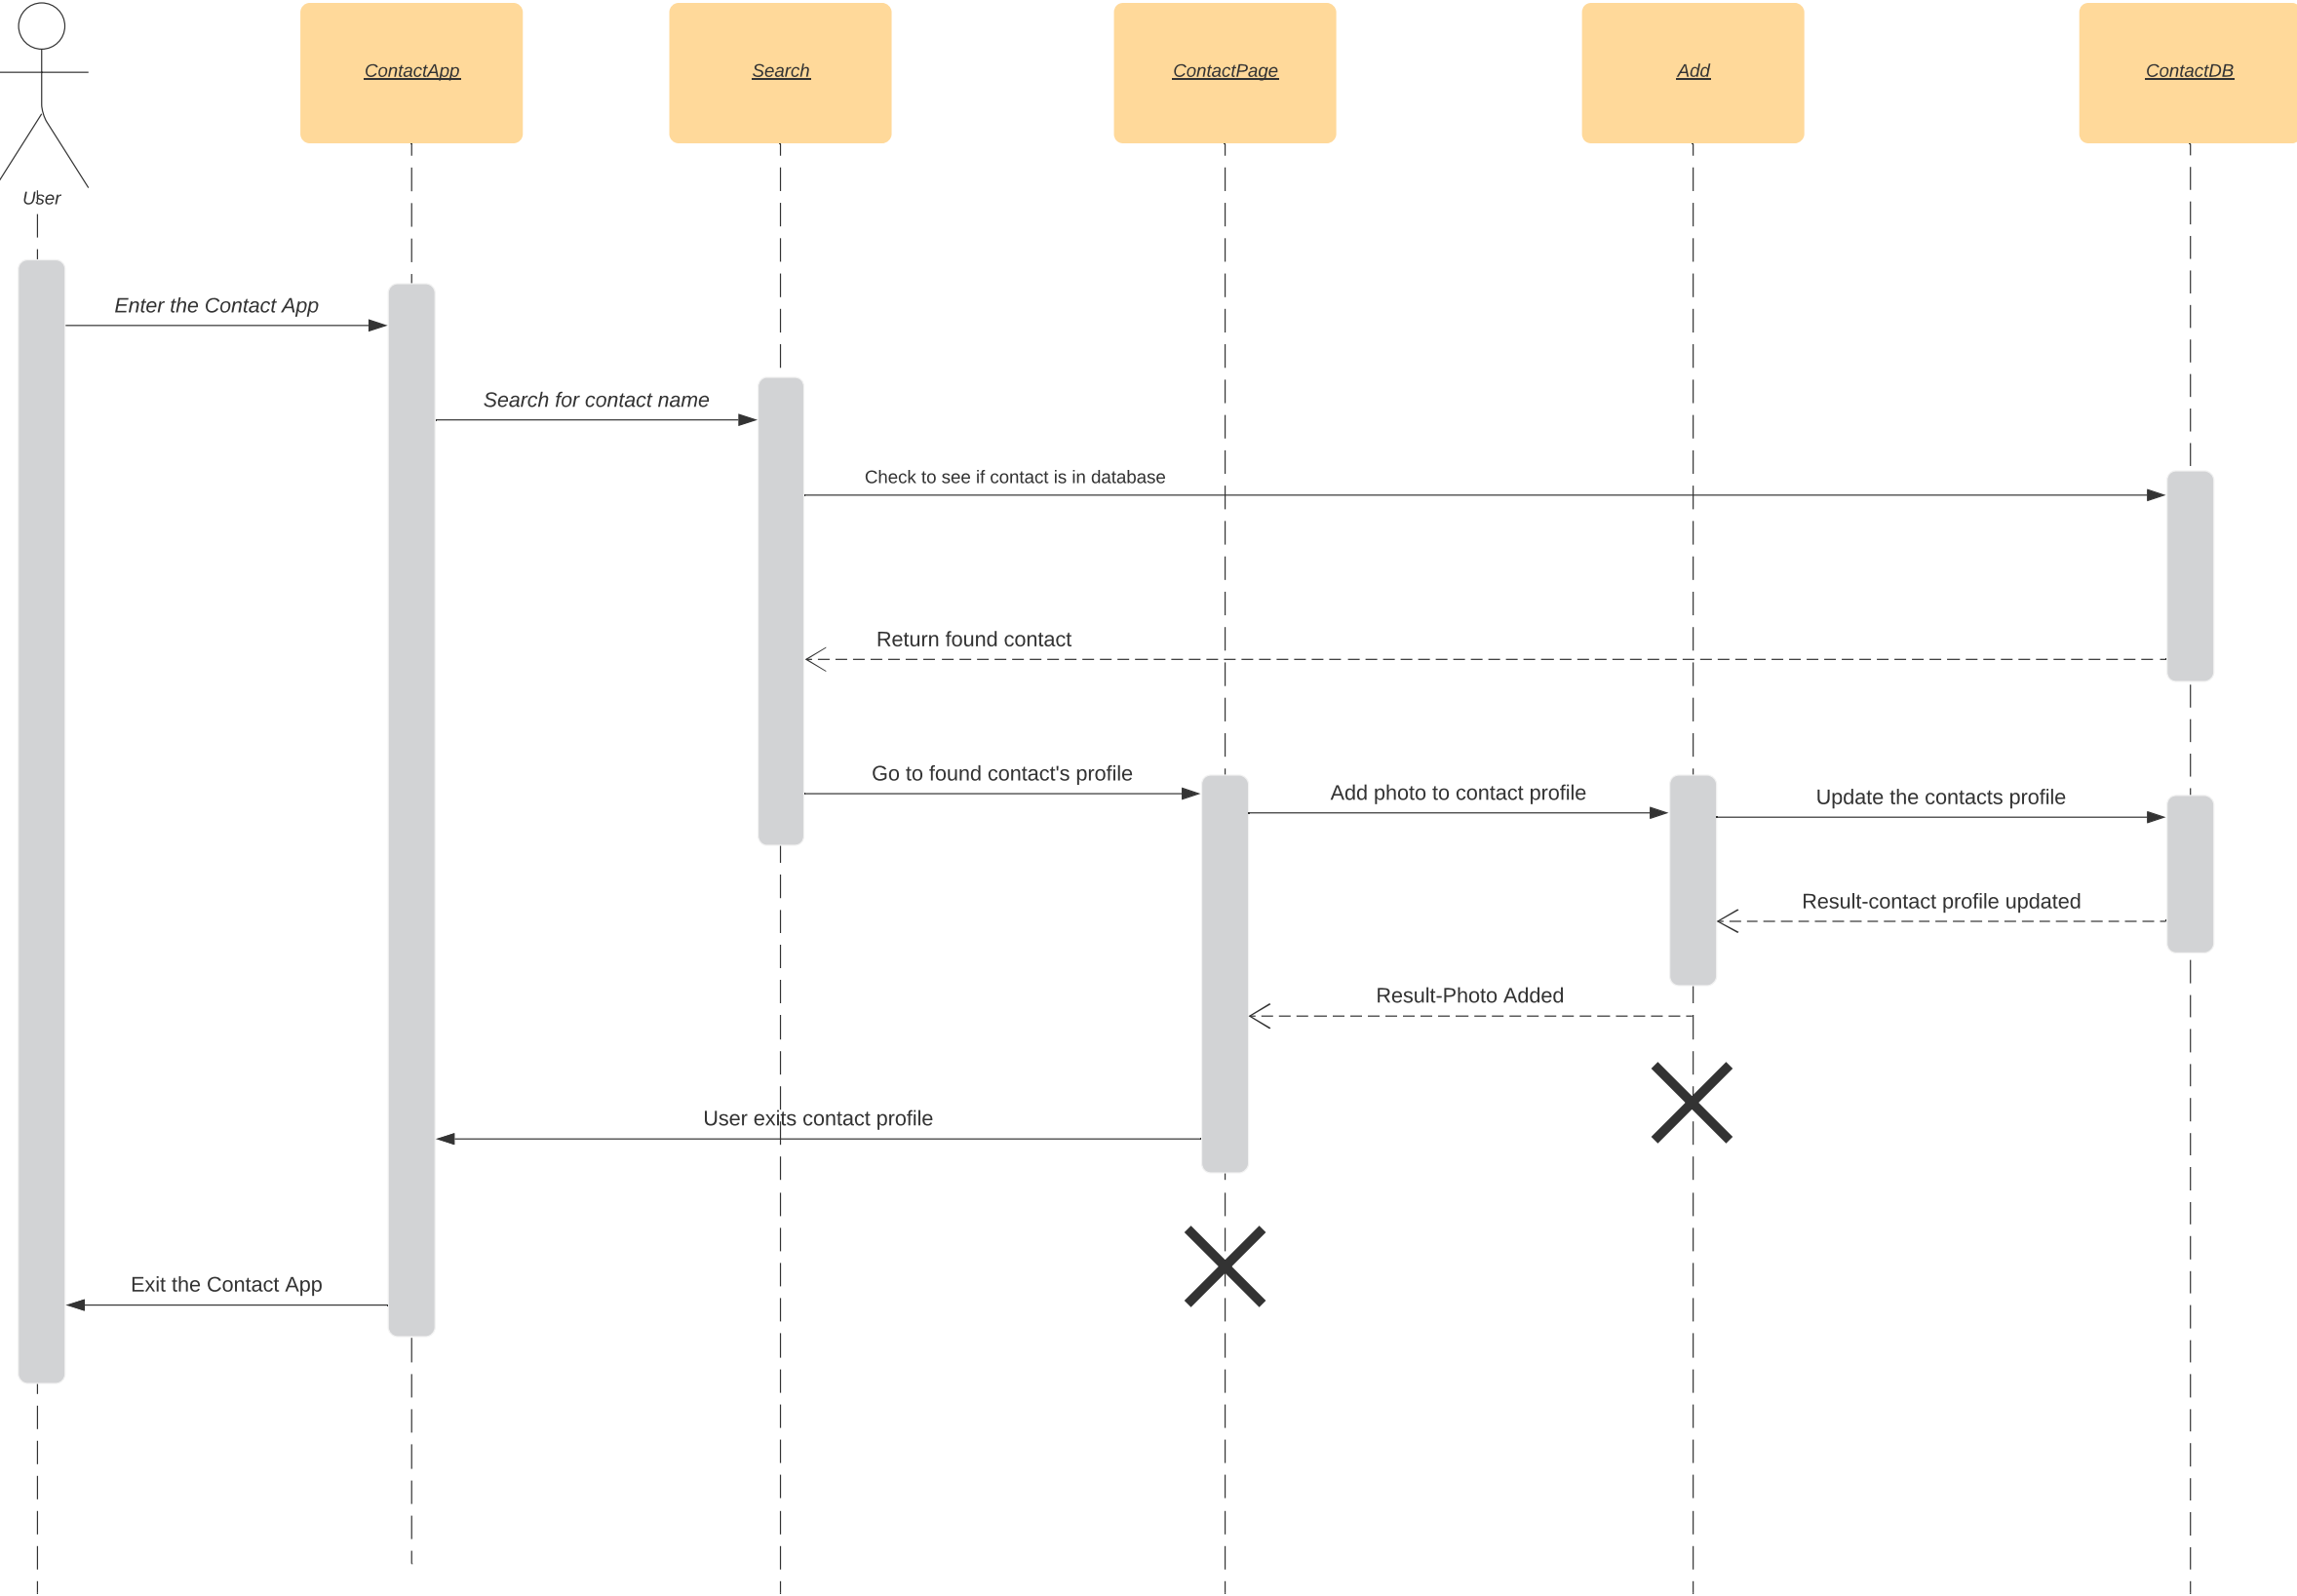 ContactApp
Search
ContactPage
Add
ContactDB
User
Enter the Contact App
Search for contact name
Check to see if contact is in database
Return found contact
Go to found contact's profile
Add photo to contact profile
Update the contacts profile
Result-contact profile updated
Result-Photo Added
User exits contact profile
Exit the Contact App